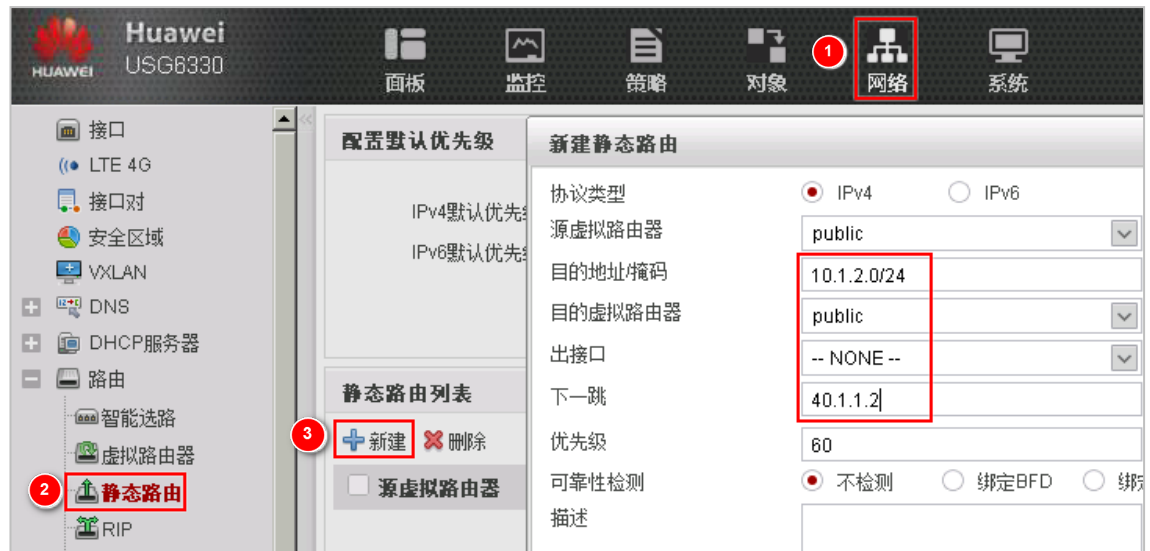 HUAWEI
Huawei
USG6330
面板
监控
策略
对象
1
网络
系统
接口
LTE 4G
接口对
安全区域
VXLAN
DNS
DHCP服务器
路由
智能选路
虚拟路由器
2
静态路由
RIP
配置默认优先级
IPv4默认优先
IPv6默认优先
静态路由列表
3
新建 删除
源虚拟路由器
新建静态路由
协议类型 IPv4 IPv6
源虚拟路由器 public
目的地址/掩码 10.1.2.0/24
目的虚拟路由器 public
出接口 -- NONE --
下一跳 40.1.1.2
优先级 60
可靠性检测 不检测 绑定BFD
描述